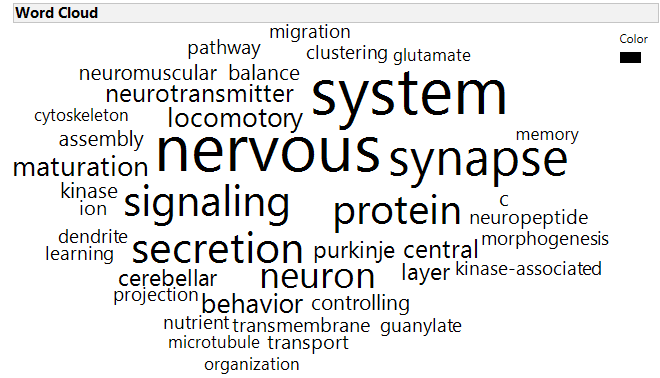 Word Cloud
migration
Color
pathway clustering glutamate
neuromuscular balance
neurotransmitter system
cytoskeleton locomotory
assembly nervous synapse memory
maturation
kinase signaling protein c
ion neuropeptide
dendrite secretion purkinje central morphogenesis
learning
cerebellar neuron layer kinase-associated
projection behavior controlling
nutrient transmembrane guanylate
microtubule transport
organization